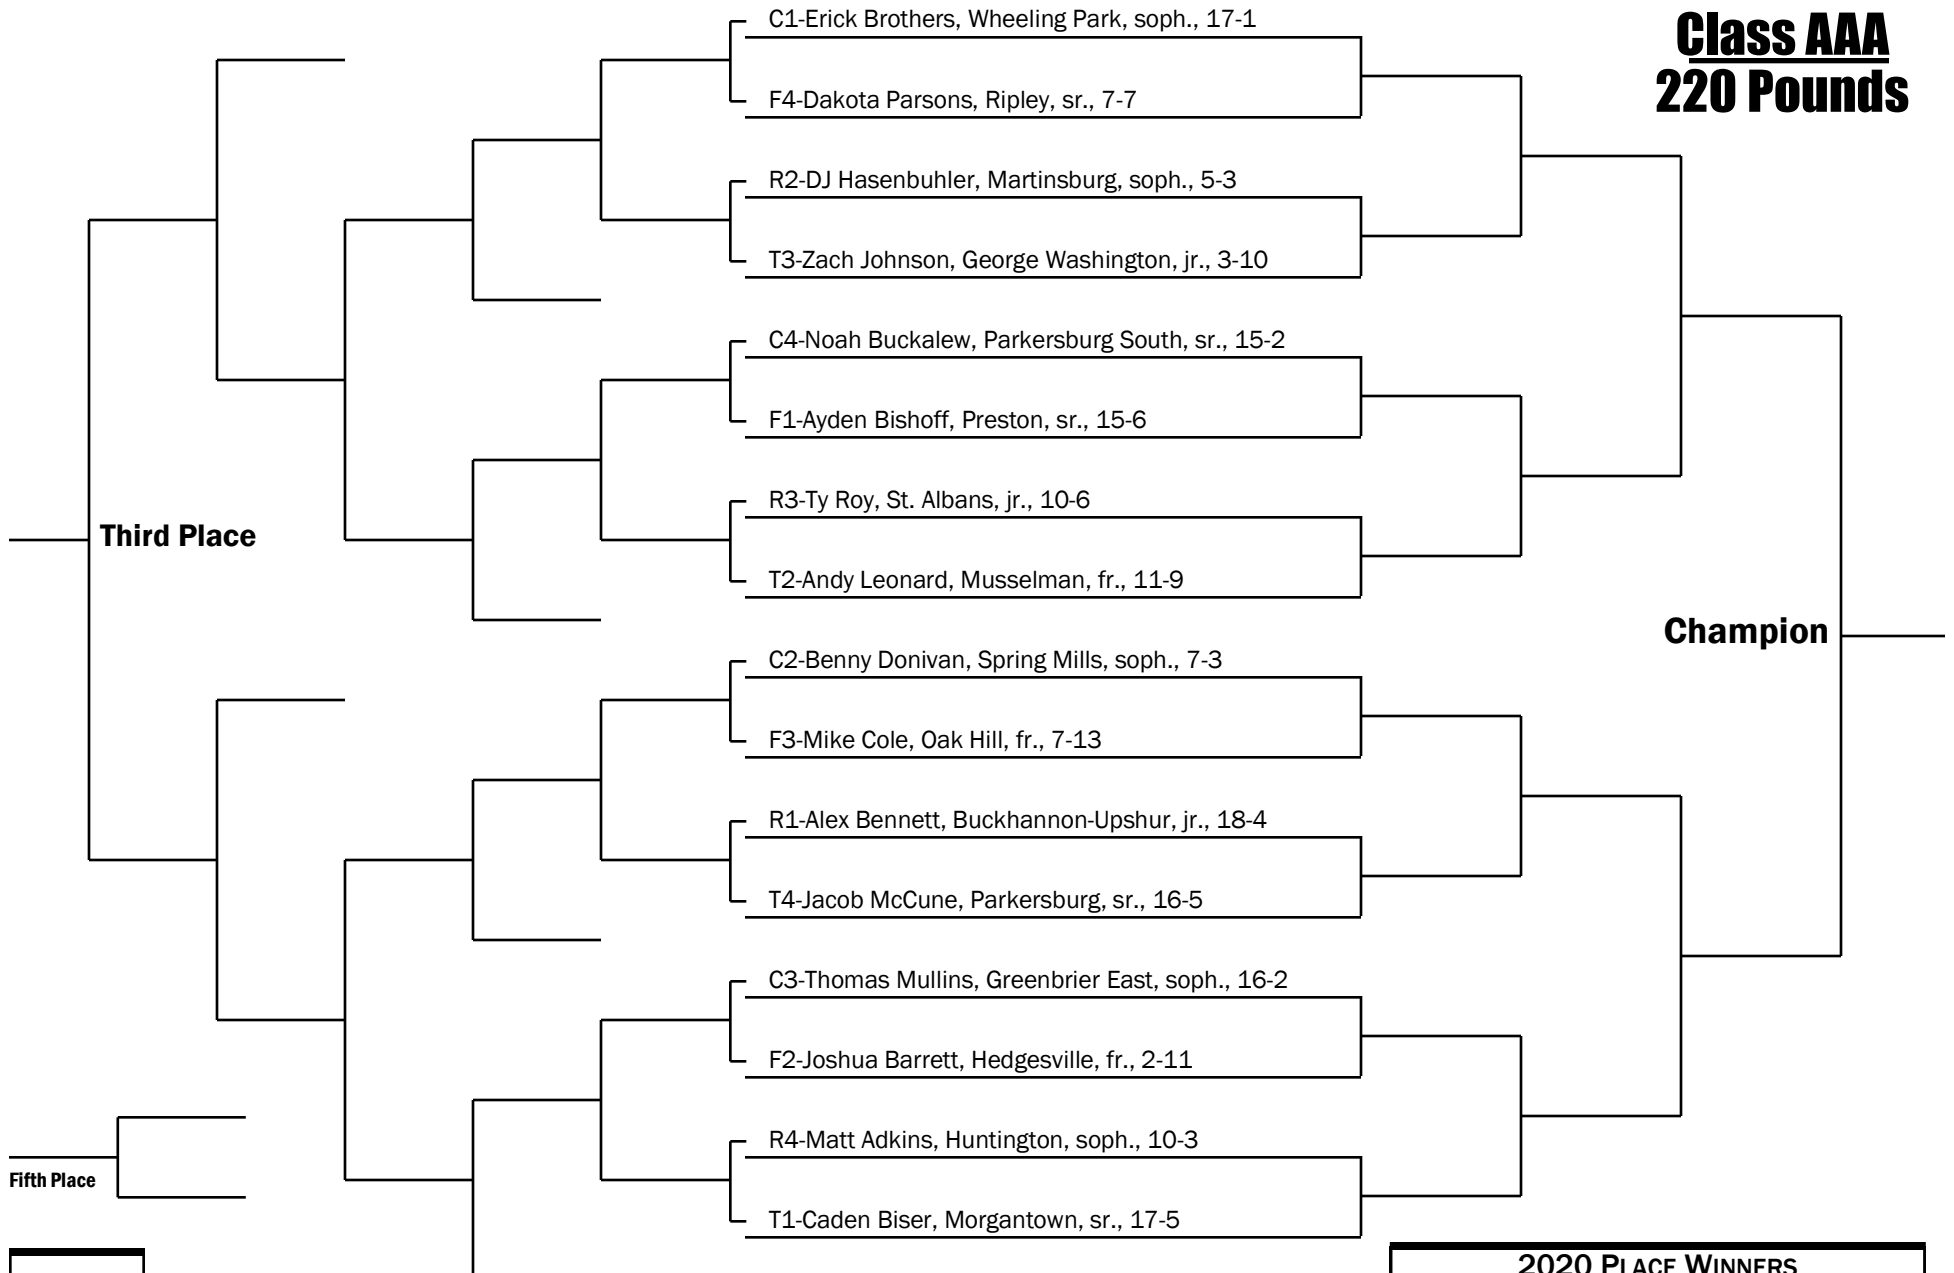 Class AAA
220 Pounds
C1-Erick Brothers, Wheeling Park, soph., 17-1
F4-Dakota Parsons, Ripley, sr., 7-7
R2-DJ Hasenbuhler, Martinsburg, soph., 5-3
T3-Zach Johnson, George Washington, jr., 3-10
C4-Noah Buckalew, Parkersburg South, sr., 15-2
F1-Ayden Bishoff, Preston, sr., 15-6
R3-Ty Roy, St. Albans, jr., 10-6
Third Place
T2-Andy Leonard, Musselman, fr., 11-9
Champion
C2-Benny Donivan, Spring Mills, soph., 7-3
F3-Mike Cole, Oak Hill, fr., 7-13
R1-Alex Bennett, Buckhannon-Upshur, jr., 18-4
T4-Jacob McCune, Parkersburg, sr., 16-5
C3-Thomas Mullins, Greenbrier East, soph., 16-2
F2-Joshua Barrett, Hedgesville, fr., 2-11
R4-Matt Adkins, Huntington, soph., 10-3
Fifth Place
T1-Caden Biser, Morgantown, sr., 17-5
2020 PLACE WINNERS